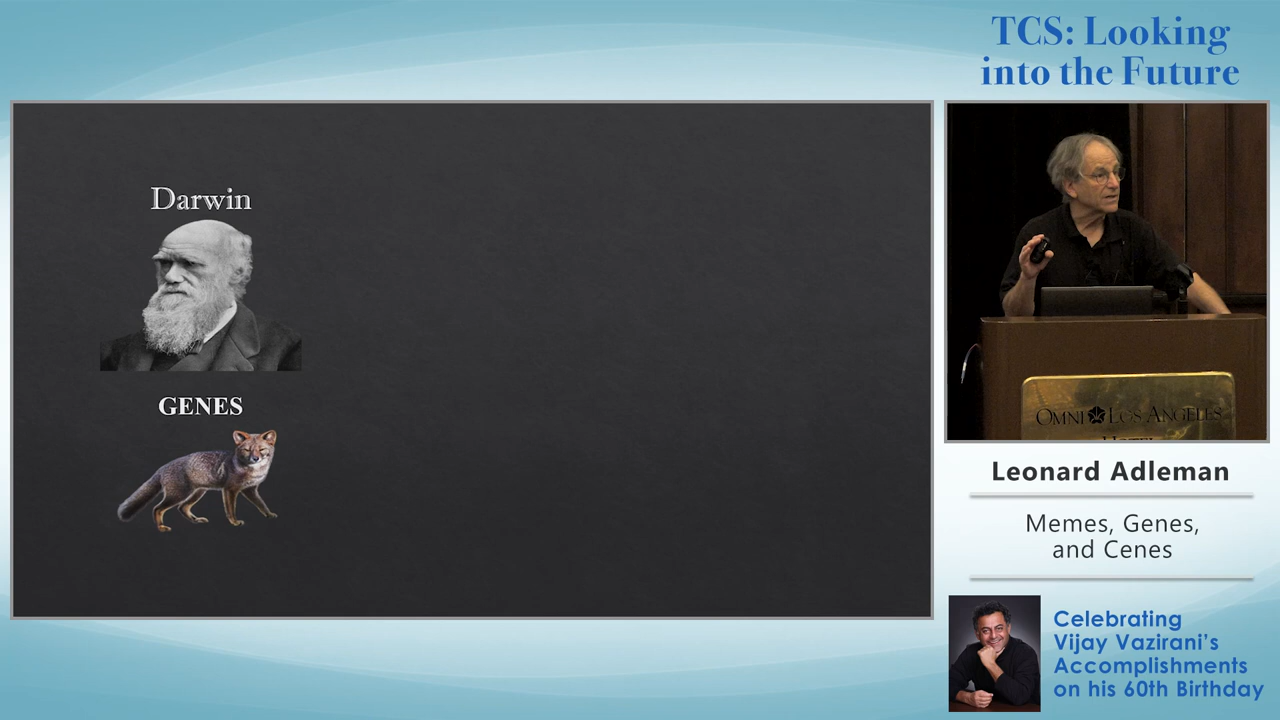 TCS: Looking
into the Future
Darwin
GENES
OMNI LOS ANGELES
HOTEL
Leonard Adleman
Memes, Genes,
and Cenes
Celebrating
Vijay Vazirani's
Accomplishments
on his 60th Birthday